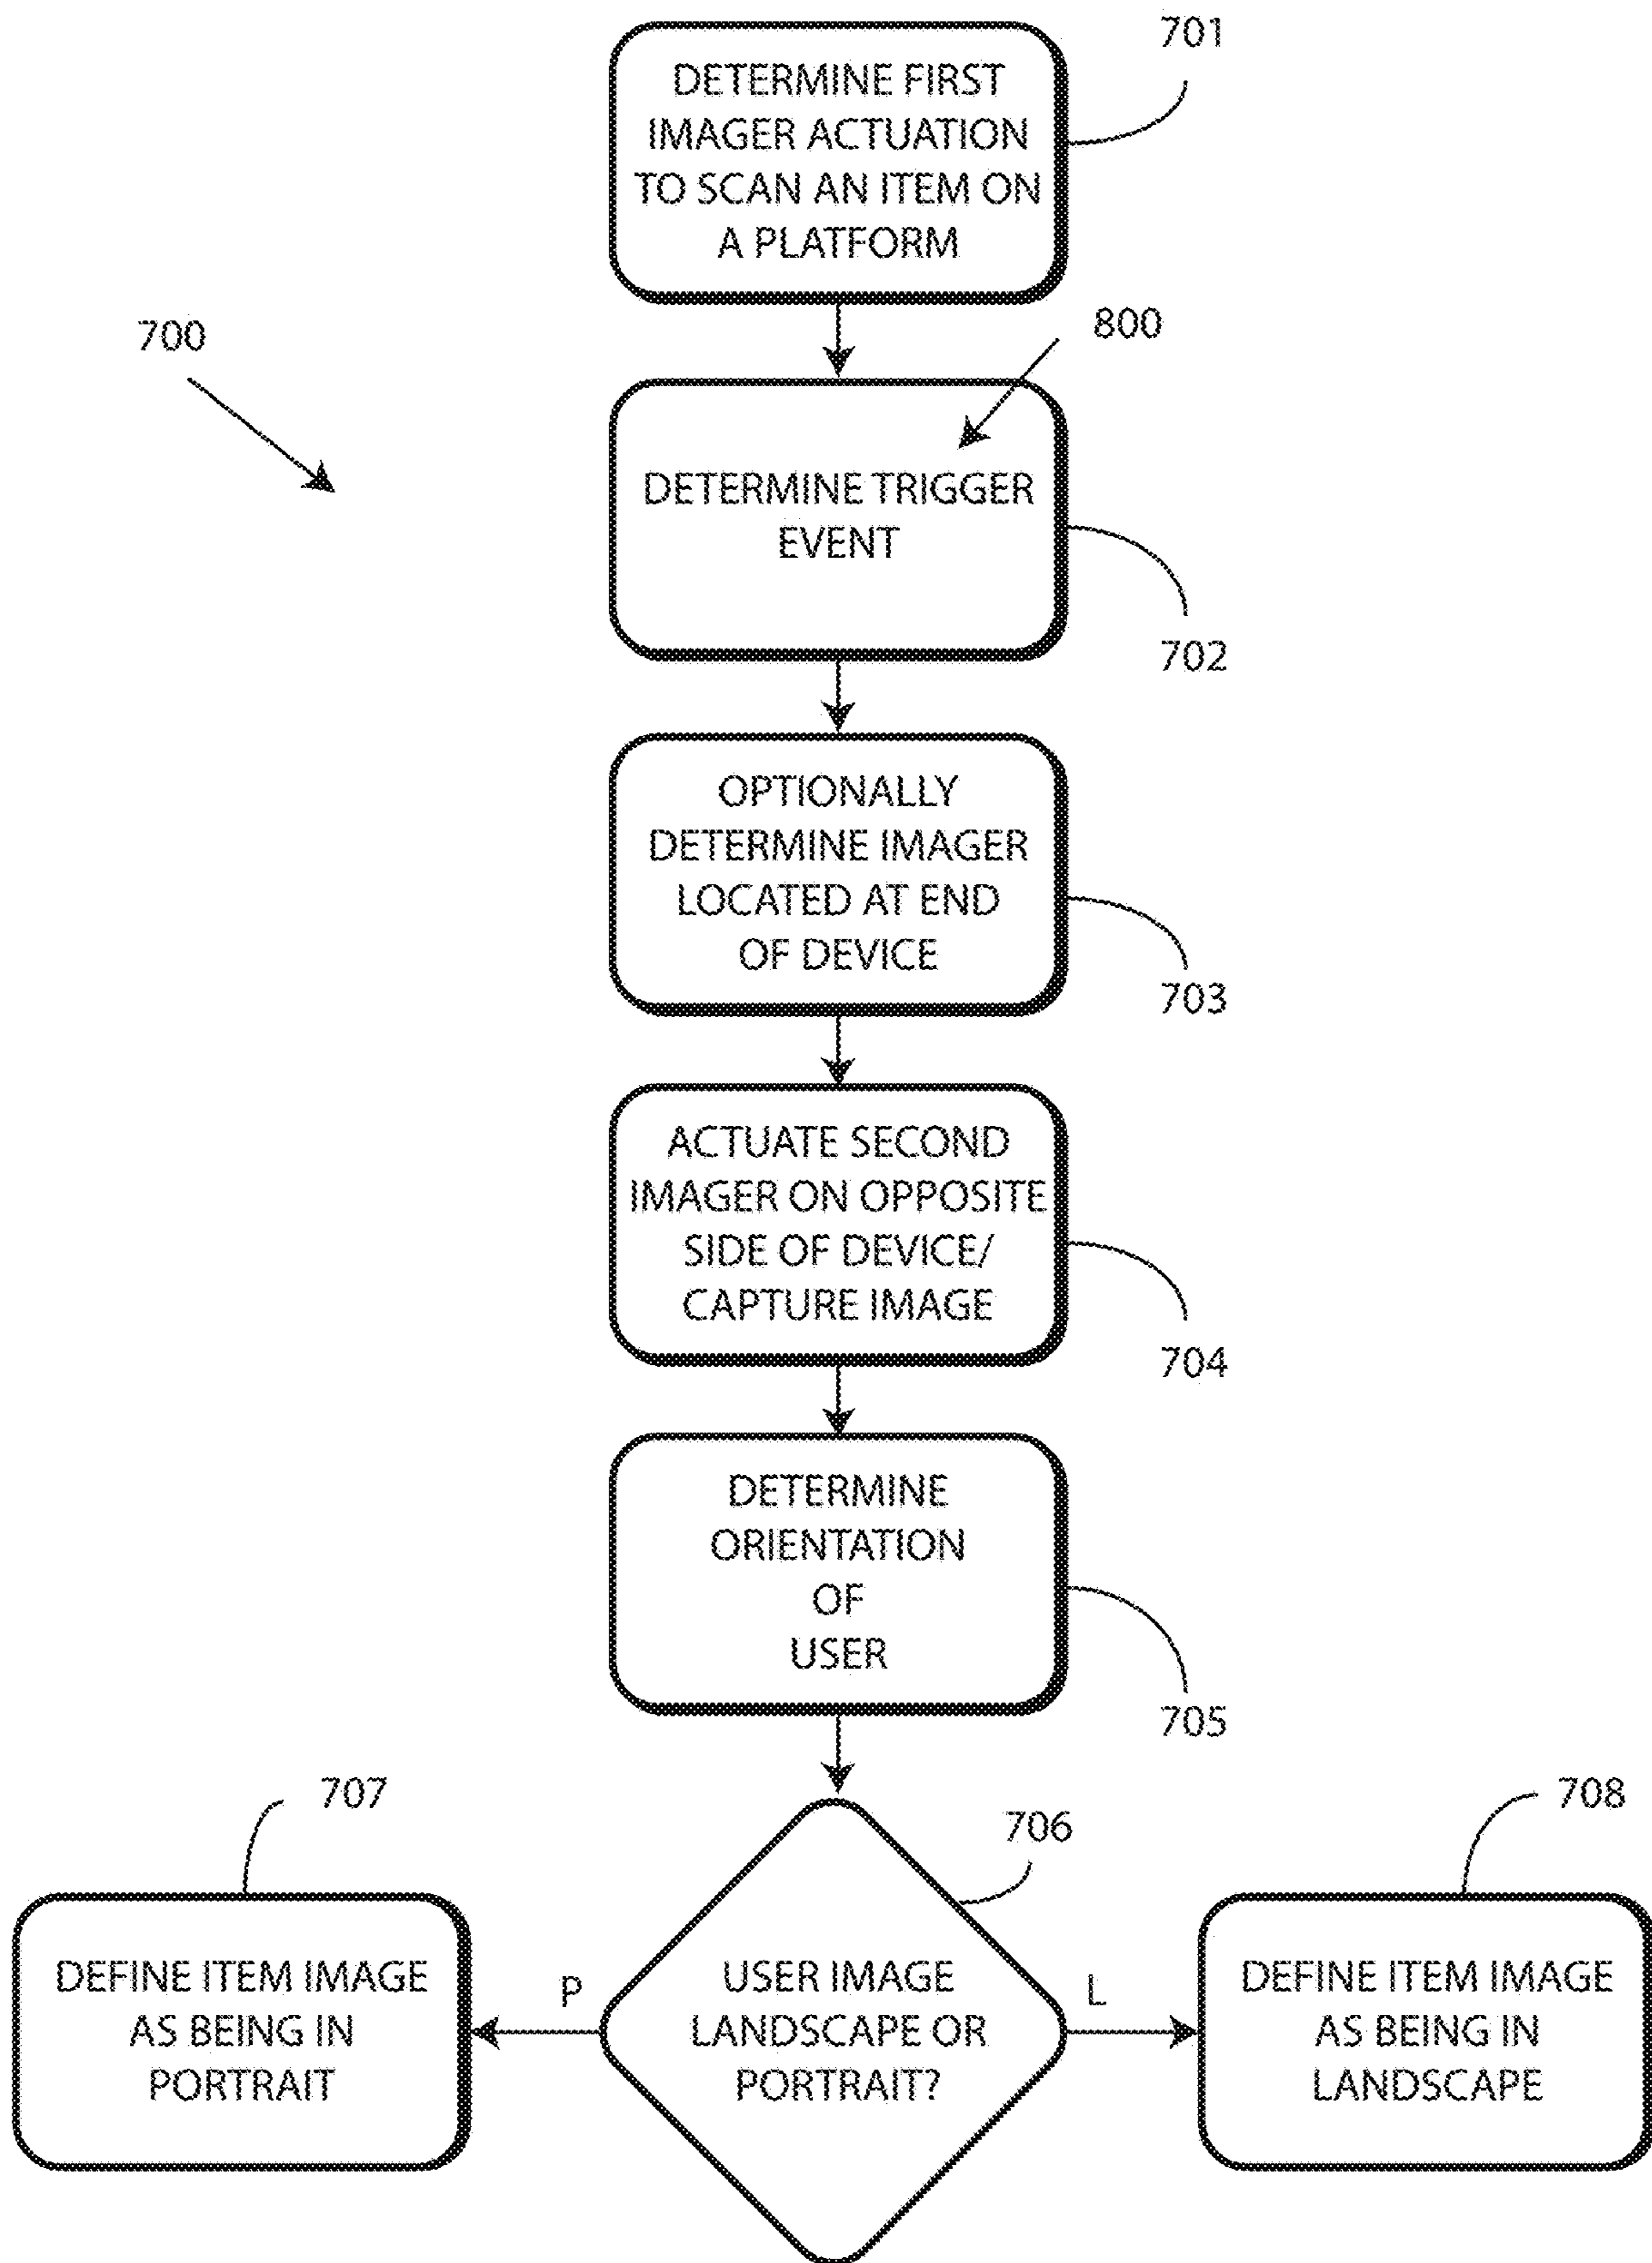 701
DETERMINE FIRST
IMAGER ACTUATION
TO SCAN AN ITEM ON
A PLATFORM
700
800
DETERMINE TRIGGER
EVENT
702
OPTIONALLY
DETERMINE IMAGER
LOCATED AT END
OF DEVICE
703
ACTUATE SECOND
IMAGER ON OPPOSITE
SIDE OF DEVICE/
CAPTURE IMAGE
704
DETERMINE
ORIENTATION
OF
USER
705
707
706
708
DEFINE ITEM IMAGE
AS BEING IN
PORTRAIT
P
USER IMAGE
LANDSCAPE OR
PORTRAIT?
L
DEFINE ITEM IMAGE
AS BEING IN
LANDSCAPE